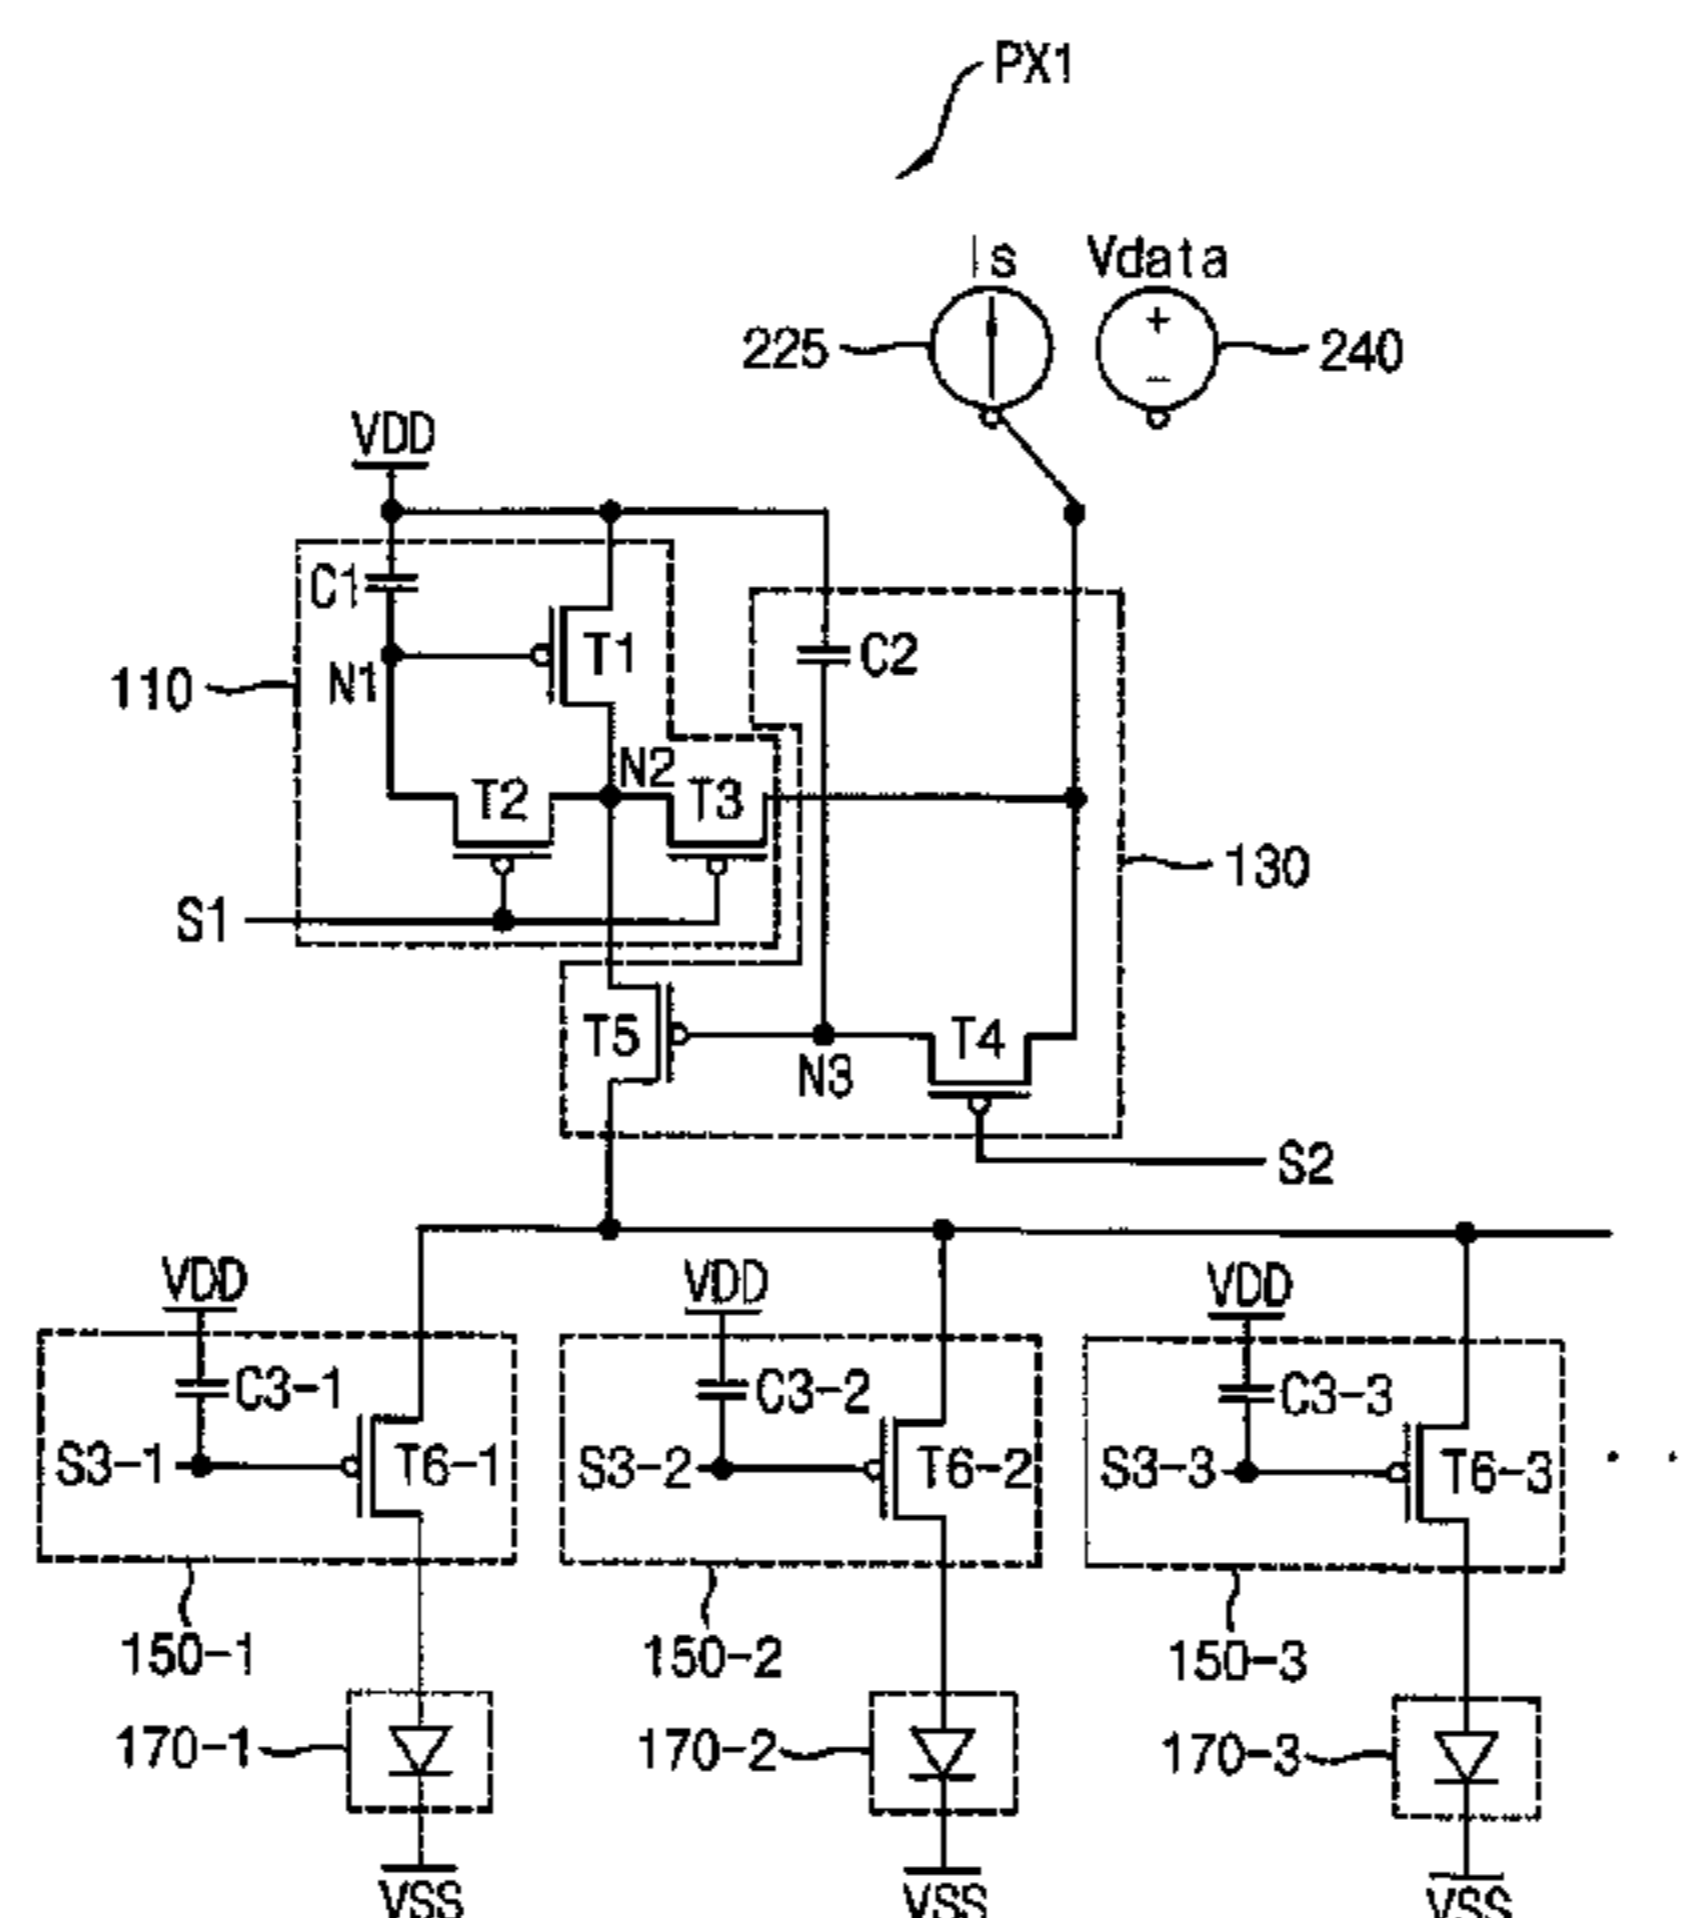 PX1
Is Vdata
225 240
VDD
C1
T1
C2
110
N1
N2
T2 T3
130
S1
T5 T4
N3
S2
VDD VDD VDD
C3-1 C3-2 C3-3
S3-1 T6-1 S3-2 T6-2 S3-3 T6-3
150-1 150-2 150-3
170-1 170-2 170-3
VSS VSS VSS